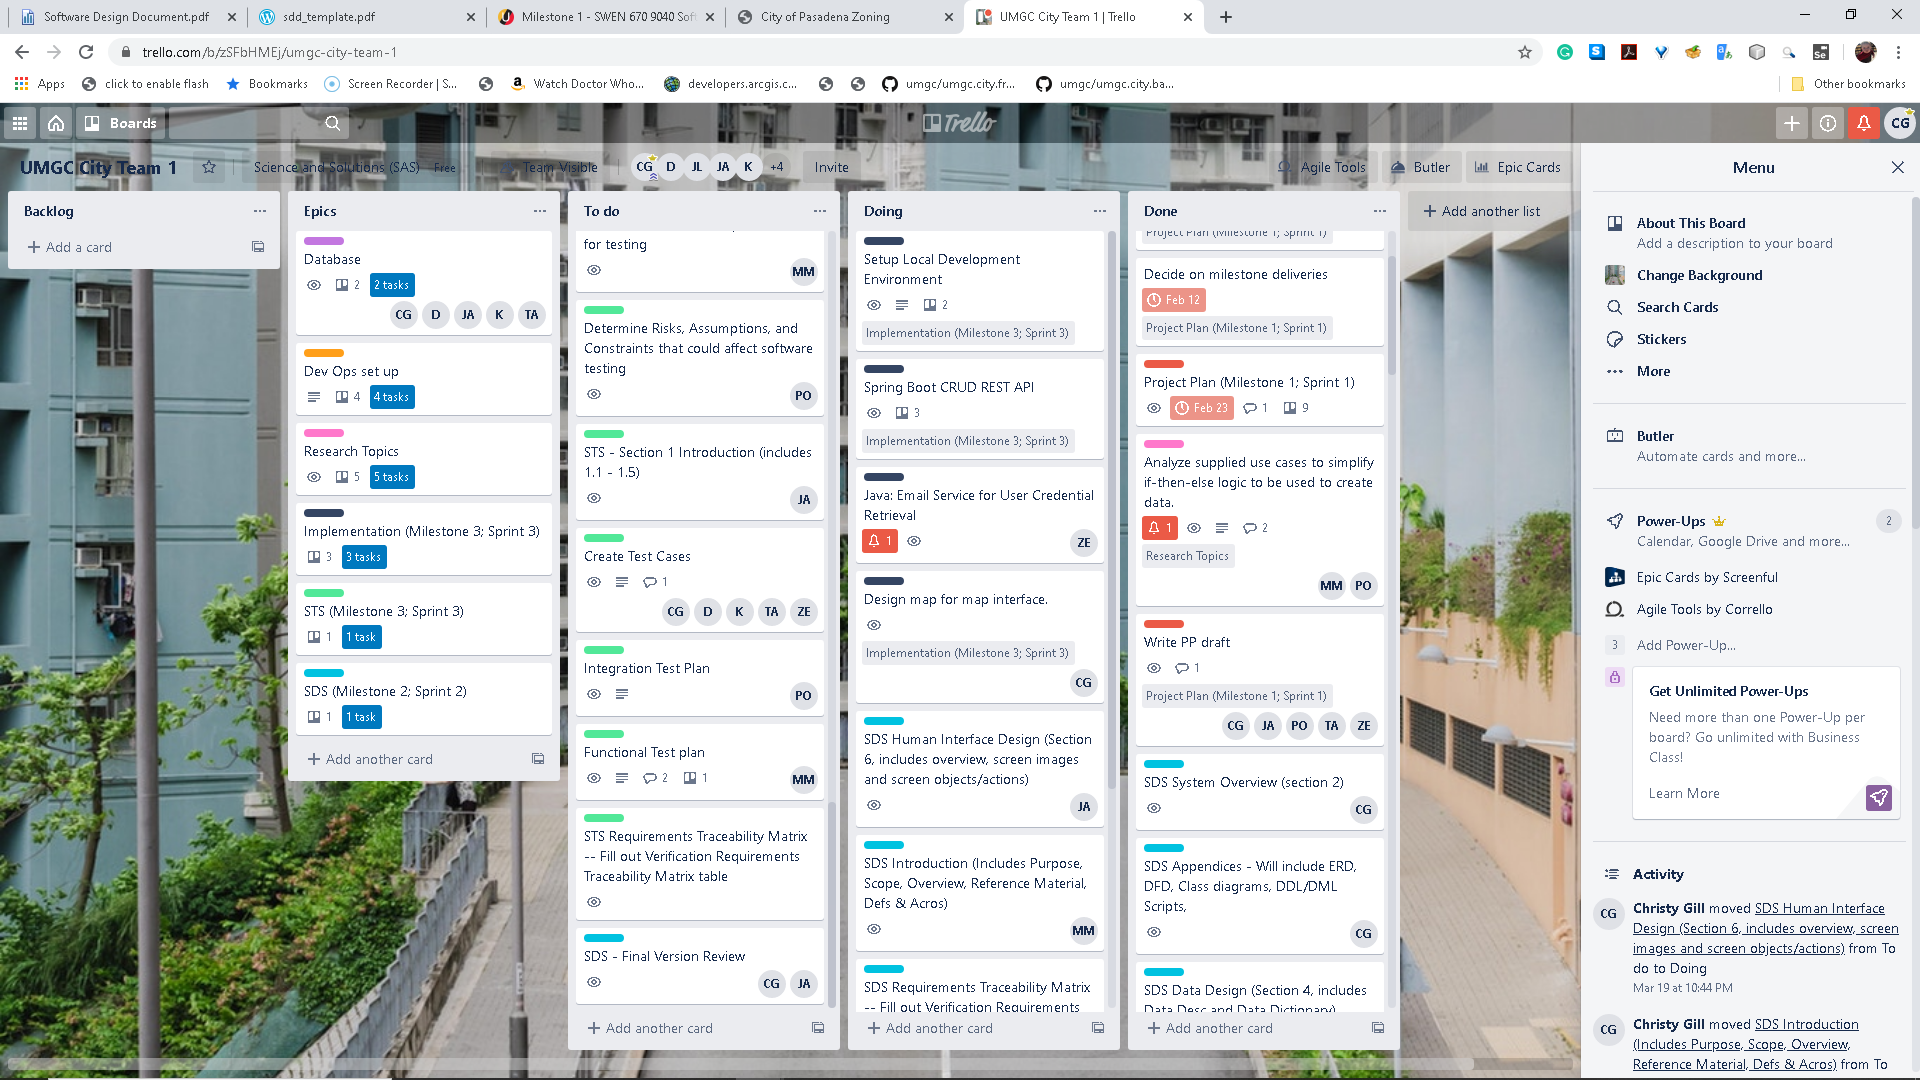 Software Design Document.pdf
sdd_template.pdf
Milestone 1 - SWEN 670 9040 Sof
City of Pasadena Zoning
UMGC City Team 1 | Trello
trello.com/b/zSFbHMEj/umgc-city-team-1
Apps
click to enable flash
Bookmarks
Screen Recorder | S...
Watch Doctor Who...
developers.arcgis.c...
umgc/umgc.city.fr...
umgc/umgc.city.ba...
Other bookmarks
Boards
Trello
CG
UMGC City Team 1
Science and Solutions (SAS)
Free
Team Visible
CG D JL JA K +4
Invite
Agile Tools
Butler
Epic Cards
Backlog
Add a card
Epics
Database
2 2 tasks
CG D JA K TA
Dev Ops set up
4 4 tasks
Research Topics
5 5 tasks
Implementation (Milestone 3; Sprint 3)
3 3 tasks
STS (Milestone 3; Sprint 3)
1 1 task
SDS (Milestone 2; Sprint 2)
1 1 task
Add another card
To do
for testing
MM
Determine Risks, Assumptions, and
Constraints that could affect software
testing
PO
STS - Section 1 Introduction (includes
1.1 - 1.5)
JA
Create Test Cases
1
CG D K TA ZE
Integration Test Plan
PO
Functional Test plan
2 1
MM
STS Requirements Traceability Matrix
-- Fill out Verification Requirements
Traceability Matrix table
SDS - Final Version Review
CG JA
Add another card
Doing
Setup Local Development
Environment
2
Implementation (Milestone 3; Sprint 3)
Spring Boot CRUD REST API
3
Implementation (Milestone 3; Sprint 3)
Java: Email Service for User Credential
Retrieval
1
ZE
Design map for map interface.
Implementation (Milestone 3; Sprint 3)
CG
SDS Human Interface Design (Section
6, includes overview, screen images
and screen objects/actions)
JA
SDS Introduction (Includes Purpose,
Scope, Overview, Reference Material,
Defs & Acros)
MM
SDS Requirements Traceability Matrix
-- Fill out Verification Requirements
Add another card
Done
Project Plan (Milestone 1; Sprint 1)
Decide on milestone deliveries
Feb 12
Project Plan (Milestone 1; Sprint 1)
Project Plan (Milestone 1; Sprint 1)
Feb 23 1 9
Analyze supplied use cases to simplify
if-then-else logic to be used to create
data.
1 2
Research Topics
MM PO
Write PP draft
1
Project Plan (Milestone 1; Sprint 1)
CG JA PO TA ZE
SDS System Overview (section 2)
CG
SDS Appendices - Will include ERD,
DFD, Class diagrams, DDL/DML
Scripts,
CG
SDS Data Design (Section 4, includes
Data Desc and Data Dictionary)
Add another card
Add another list
Menu
About This Board
Add a description to your board
Change Background
Search Cards
Stickers
More
Butler
Automate cards and more...
Power-Ups
2
Calendar, Google Drive and more...
Epic Cards by Screenful
Agile Tools by Corrello
3 Add Power-Up...
Get Unlimited Power-Ups
Need more than one Power-Up per
board? Go unlimited with Business
Class!
Learn More
Activity
CG
Christy Gill moved SDS Human Interface
Design (Section 6, includes overview, screen
images and screen objects/actions) from To
do to Doing
Mar 19 at 10:44 PM
CG
Christy Gill moved SDS Introduction
(Includes Purpose, Scope, Overview,
Reference Material, Defs & Acros) from To